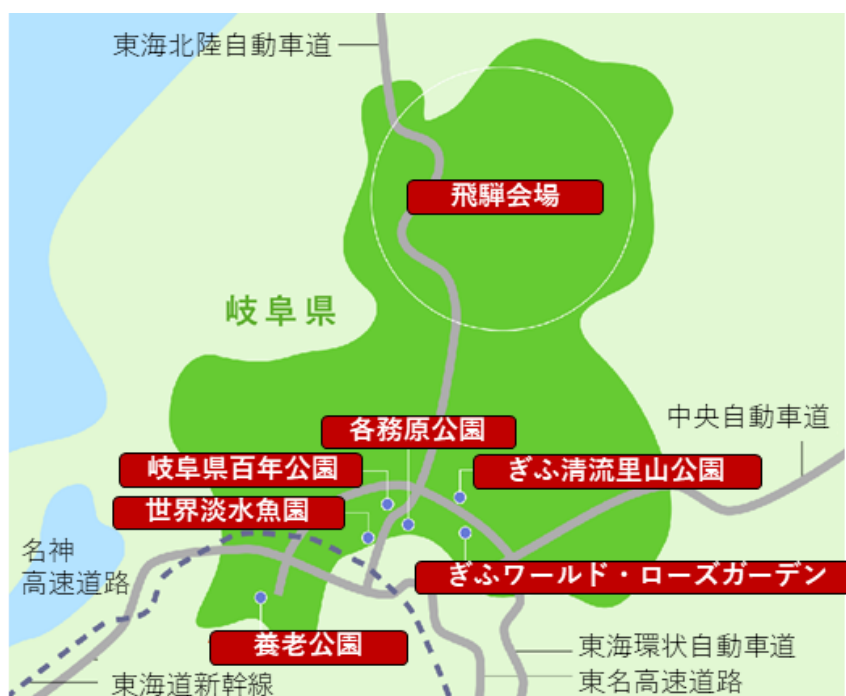 東海北陸自動車道
飛騨会場
岐阜県
中央自動車道
各務原公園
岐阜県百年公園
ぎふ清流里山公園
世界淡水魚園
名神
高速道路
ぎふワールド・ローズガーデン
養老公園
東海環状自動車道
東海道新幹線
東名高速道路